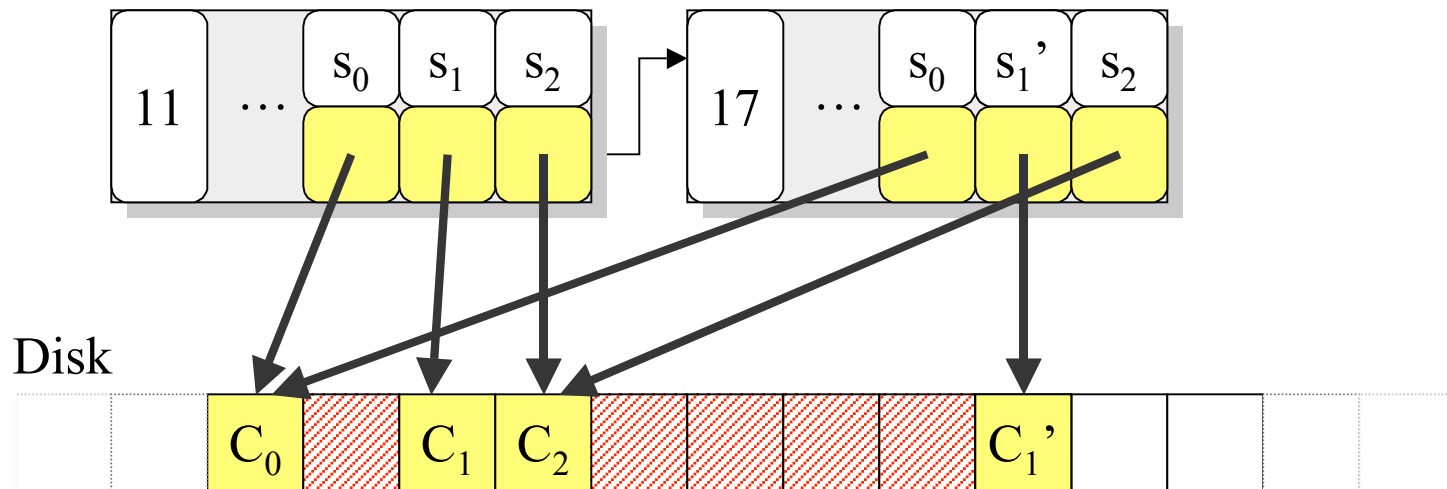 s₀ s₁ s₂ s₀ s₁’ s₂
11 … 17 …
Disk
C₀ C₁ C₂ C₁’